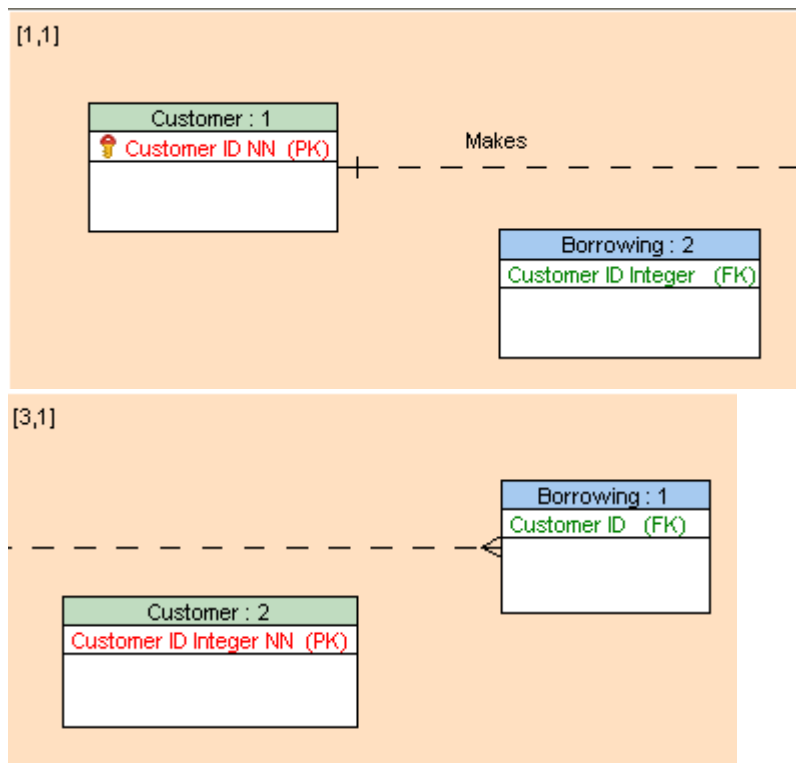 [1,1]
Customer : 1
Customer ID NN (PK)
Makes
Borrowing : 2
Customer ID Integer (FK)
[3,1]
Borrowing : 1
Customer ID (FK)
Customer : 2
Customer ID Integer NN (PK)